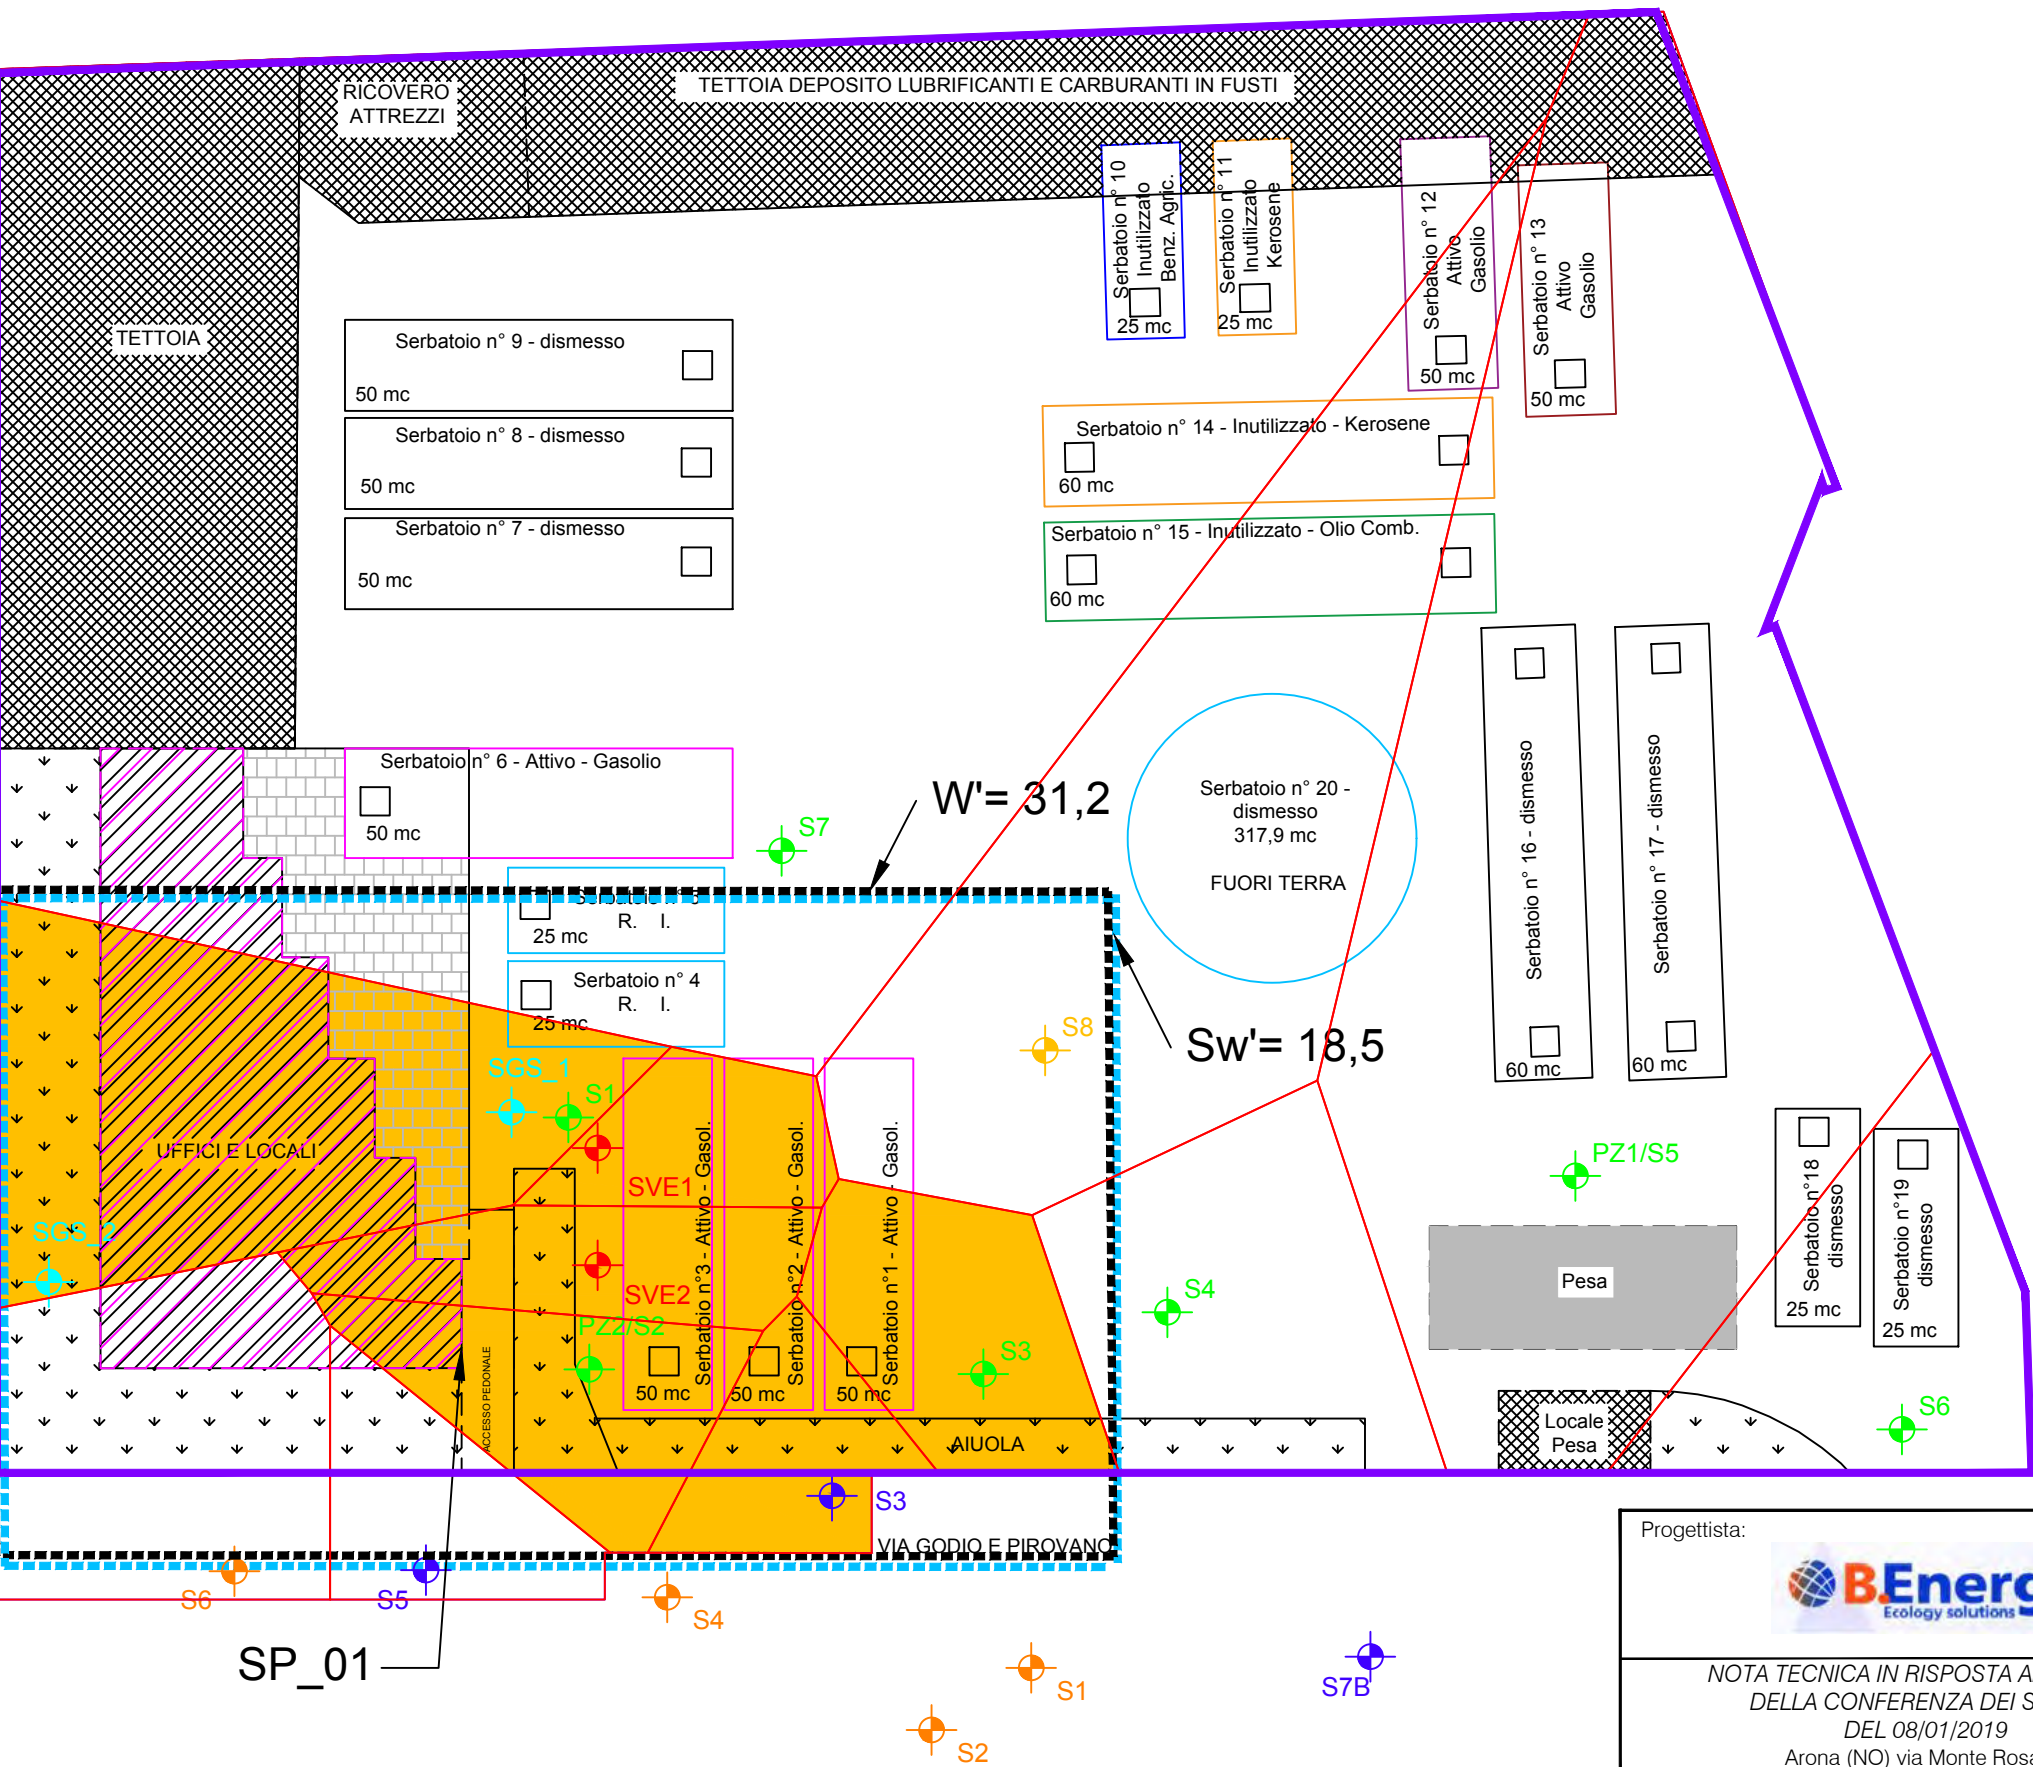 RICOVERO
ATTREZZI
TETTOIA DEPOSITO LUBRIFICANTI E CARBURANTI IN FUSTI
TETTOIA
Serbatoio n° 10
Inutilizzato
Benz. Agric.
25 mc
Serbatoio n° 11
Inutilizzato
Kerosene
25 mc
Serbatoio n° 12
Attivo
Gasolio
50 mc
Serbatoio n° 13
Attivo
Gasolio
50 mc
Serbatoio n° 9 - dismesso
50 mc
Serbatoio n° 8 - dismesso
50 mc
Serbatoio n° 7 - dismesso
50 mc
Serbatoio n° 14 - Inutilizzato - Kerosene
60 mc
Serbatoio n° 15 - Inutilizzato - Olio Comb.
60 mc
Serbatoio n° 6 - Attivo - Gasolio
50 mc
S7
W'= 31,2
Serbatoio n° 20 -
dismesso
317,9 mc
FUORI TERRA
Serbatoio n° 16 - dismesso
60 mc
Serbatoio n° 17 - dismesso
60 mc
R. I.
25 mc
Serbatoio n° 4
R. I.
25 mc
S8
Sw'= 18,5
SGS_1
S1
UFFICI E LOCALI
SVE1
SGS_2
SVE2
PZ2/S2
Serbatoio n°3 - Attivo - Gasol.
50 mc
Serbatoio n°2 - Attivo - Gasol.
50 mc
Serbatoio n°1 - Attivo - Gasol.
50 mc
S3
S4
PZ1/S5
Pesa
Serbatoio n°18
dismesso
25 mc
Serbatoio n°19
dismesso
25 mc
Locale
Pesa
S6
ACCESSO PEDONALE
AIUOLA
S3
VIA GODIO E PIROVANO
S6
S5
S4
SP_01
S1
S7B
S2
Progettista:
B.Energ
Ecology solutions
NOTA TECNICA IN RISPOSTA A
DELLA CONFERENZA DEI S
DEL 08/01/2019
Arona (NO) via Monte Rosa